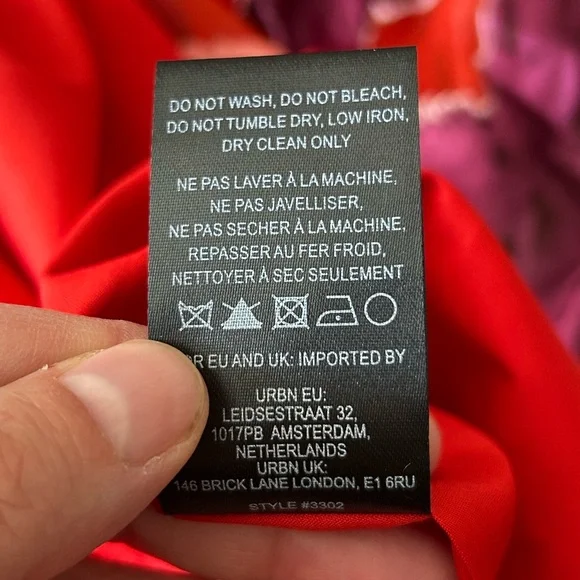 DO NOT WASH, DO NOT BLEACH,
DO NOT TUMBLE DRY, LOW IRON,
DRY CLEAN ONLY
NE PAS LAVER À LA MACHINE,
NE PAS JAVELLISER,
NE PAS SECHER À LA MACHINE,
REPASSER AU FER FROID,
NETTOYER À SEC SEULEMENT
EU AND UK: IMPORTED BY
URBN EU:
LEIDSESTRAAT 32,
1017PB AMSTERDAM,
NETHERLANDS
URBN UK:
146 BRICK LANE LONDON, E1 6RU
STYLE #3302